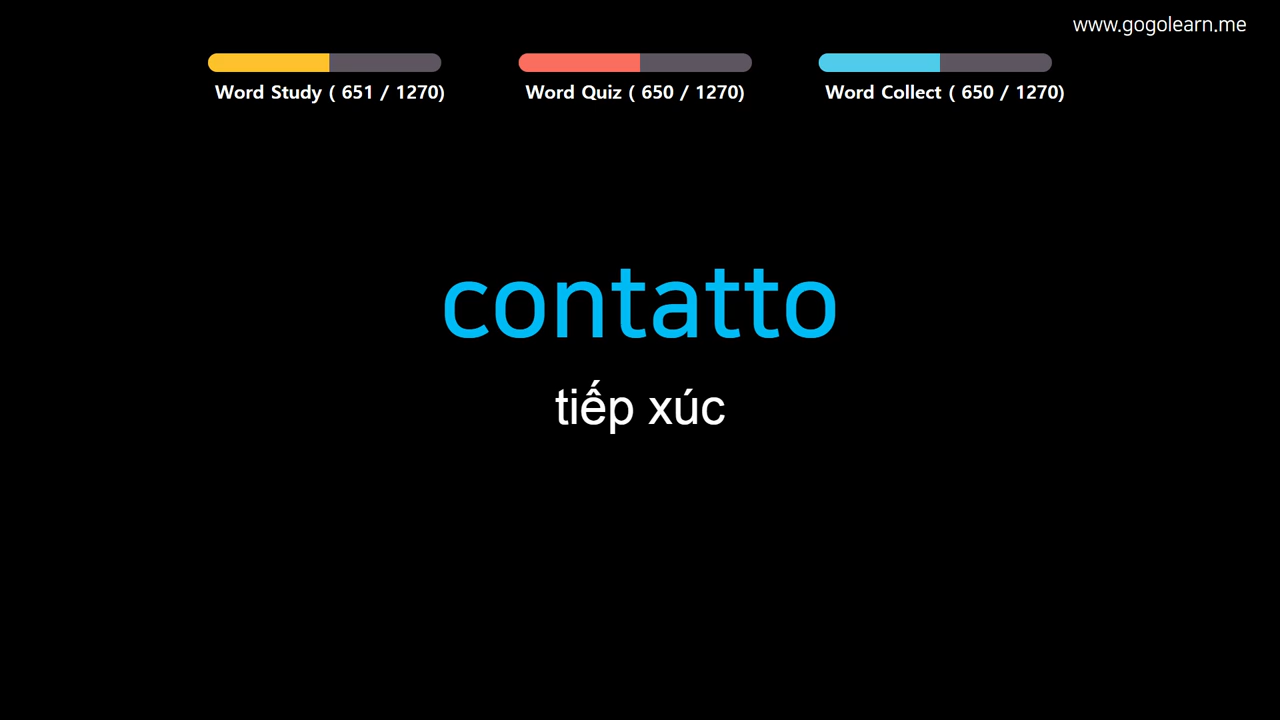 www.gogolearn.me
Word Study ( 651 / 1270)
Word Quiz ( 650 / 1270)
Word Collect ( 650 / 1270)
contatto
tiếp xúc